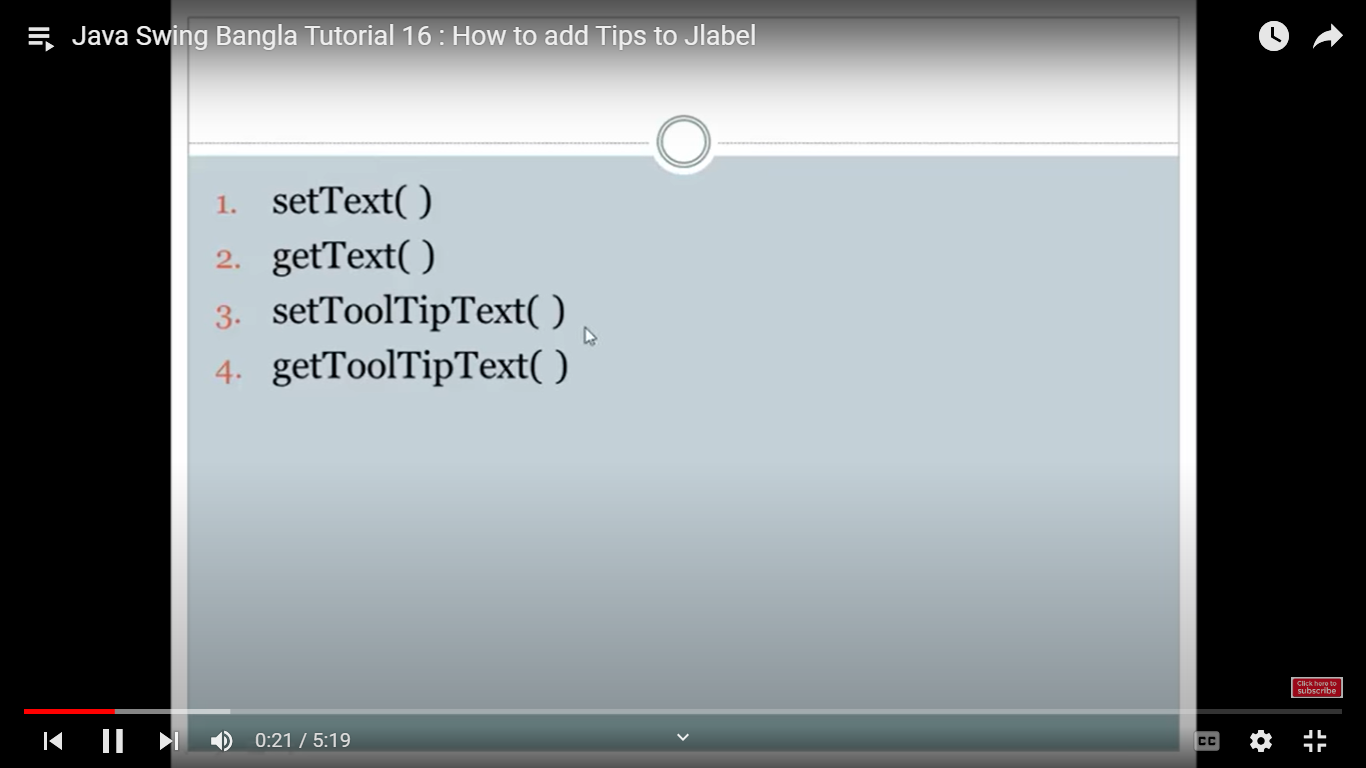 Java Swing Bangla Tutorial 16 : How to add Tips to Jlabel
1. setText( )
2. getText( )
3. setToolTipText( )
4. getToolTipText( )
Click here to
subscribe
0:21 / 5:19
CC